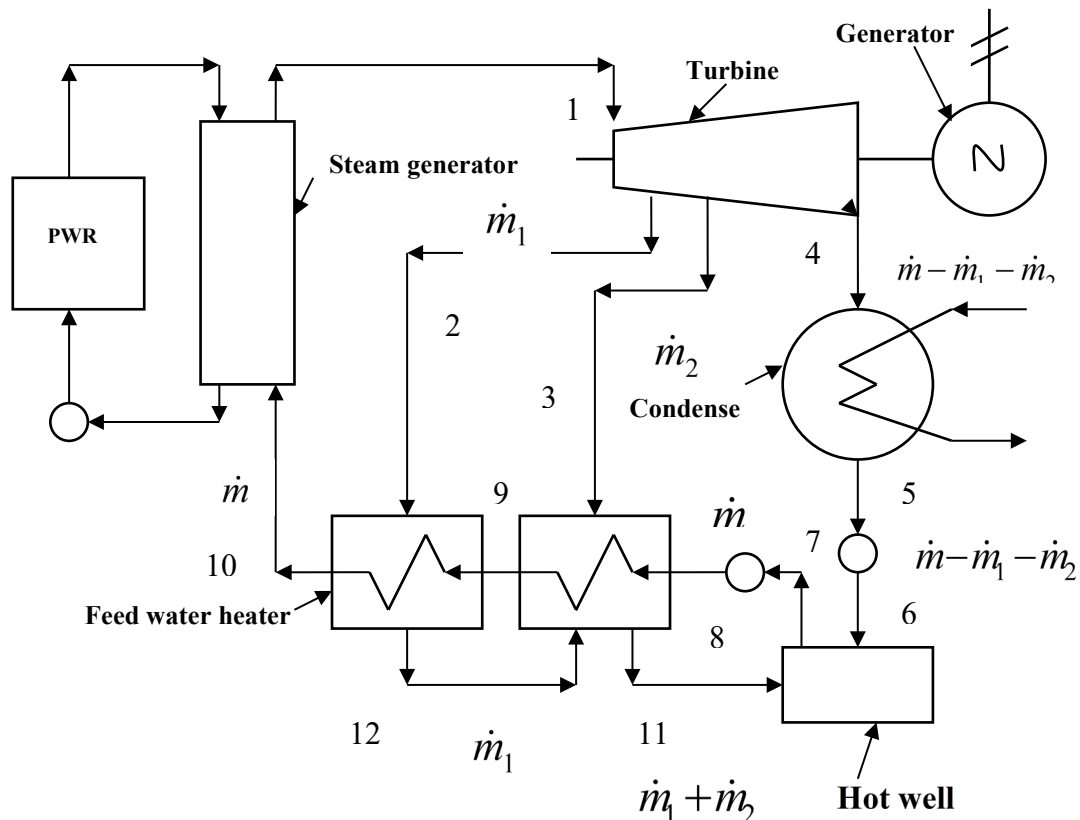 Generator
Turbine
1
Steam generator
PWR
ṁ₁
4
ṁ − ṁ₁ − ṁ₂
2
ṁ₂
3
Condense
ṁ
9
5
ṁ
7
ṁ − ṁ₁ − ṁ₂
10
Feed water heater
6
8
12
ṁ₁
11
ṁ₁ + ṁ₂
Hot well